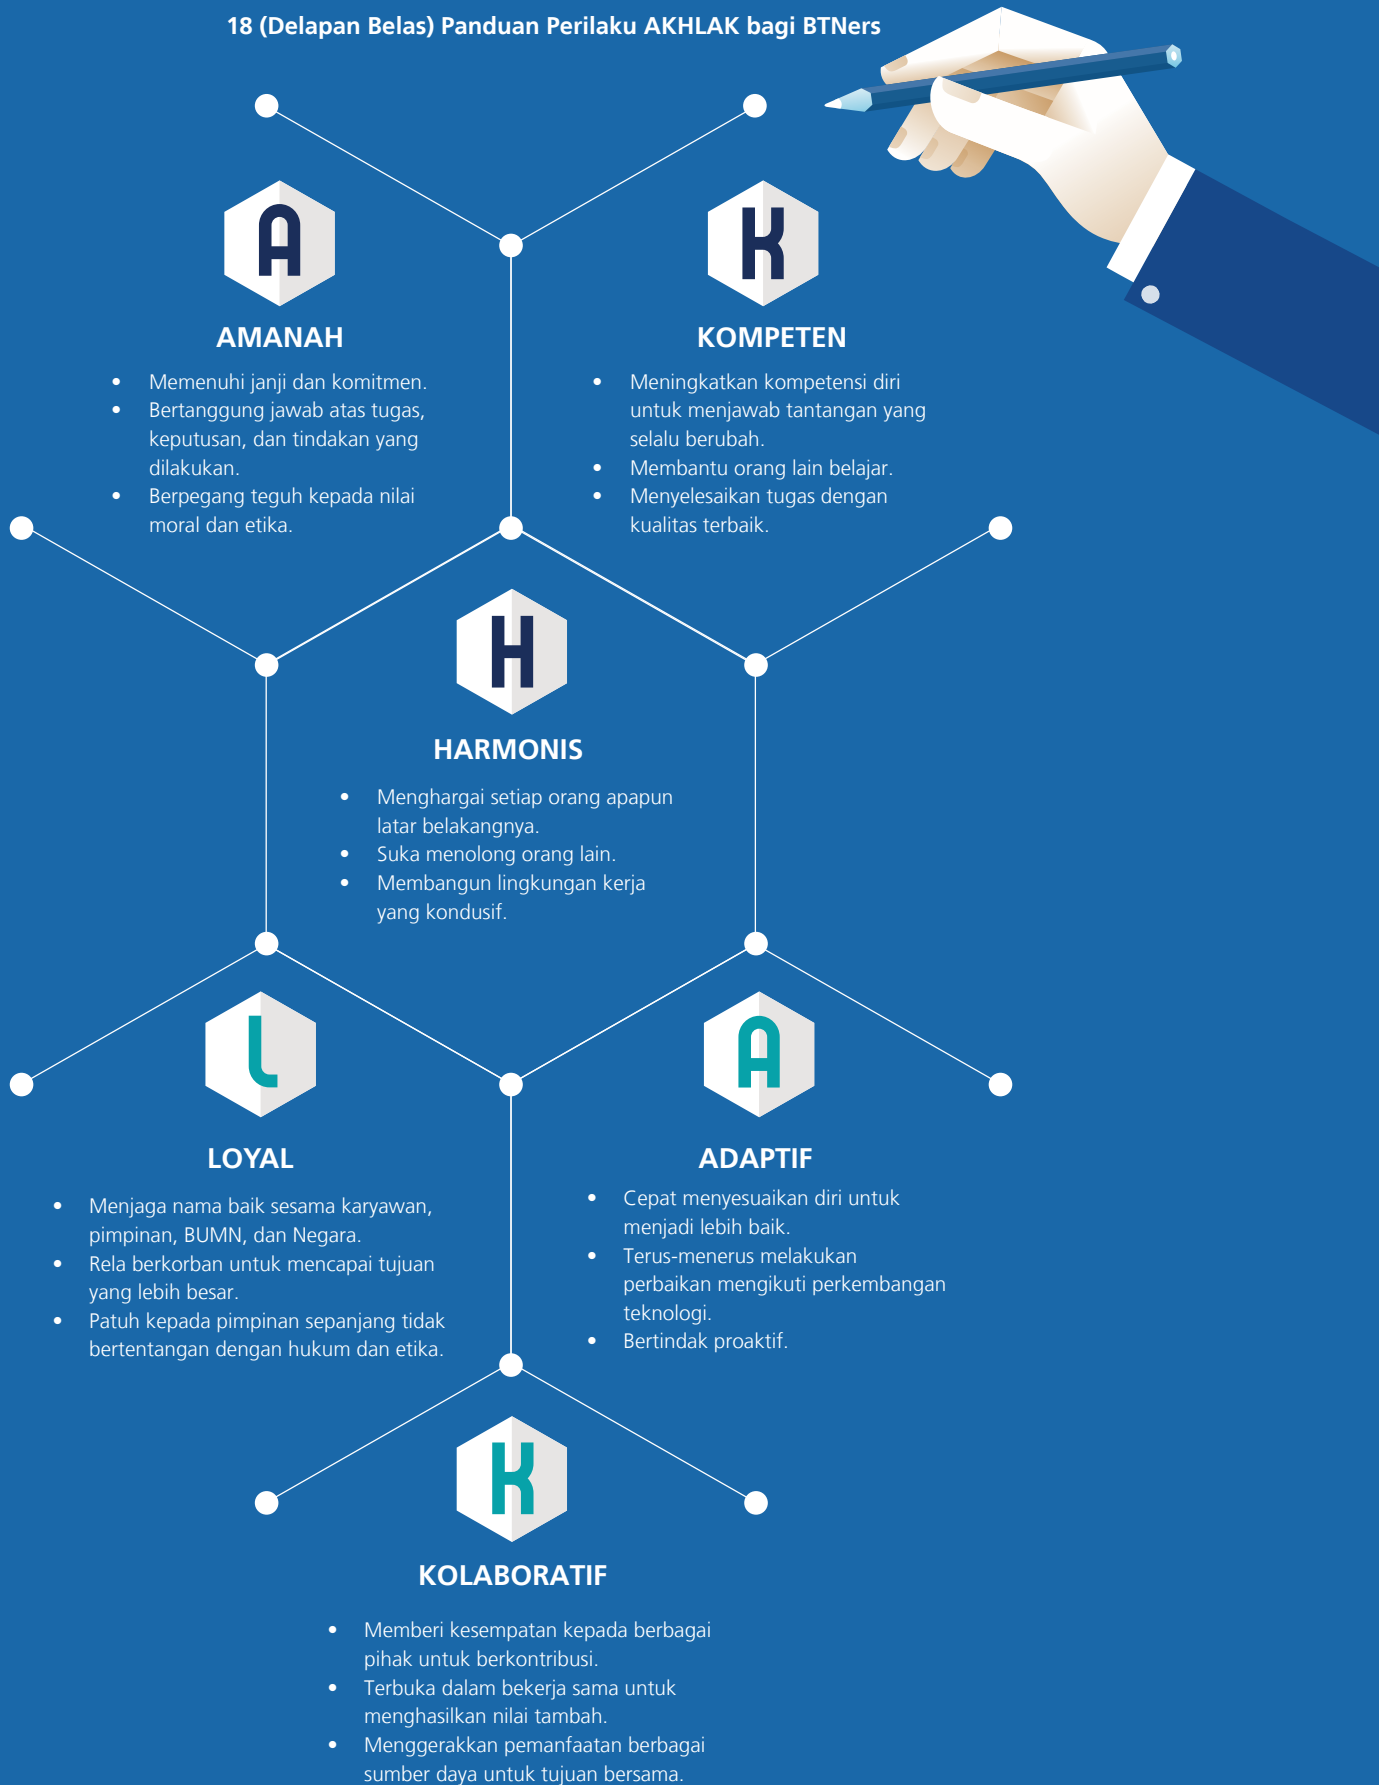 18 (Delapan Belas) Panduan Perilaku AKHLAK bagi BTNers
A
AMANAH
• Memenuhi janji dan komitmen.
• Bertanggung jawab atas tugas,
keputusan, dan tindakan yang
dilakukan.
• Berpegang teguh kepada nilai
moral dan etika.
K
KOMPETEN
• Meningkatkan kompetensi diri
untuk menjawab tantangan yang
selalu berubah.
• Membantu orang lain belajar.
• Menyelesaikan tugas dengan
kualitas terbaik.
H
HARMONIS
• Menghargai setiap orang apapun
latar belakangnya.
• Suka menolong orang lain.
• Membangun lingkungan kerja
yang kondusif.
L
LOYAL
• Menjaga nama baik sesama karyawan,
pimpinan, BUMN, dan Negara.
• Rela berkorban untuk mencapai tujuan
yang lebih besar.
• Patuh kepada pimpinan sepanjang tidak
bertentangan dengan hukum dan etika.
A
ADAPTIF
• Cepat menyesuaikan diri untuk
menjadi lebih baik.
• Terus-menerus melakukan
perbaikan mengikuti perkembangan
teknologi.
• Bertindak proaktif.
K
KOLABORATIF
• Memberi kesempatan kepada berbagai
pihak untuk berkontribusi.
• Terbuka dalam bekerja sama untuk
menghasilkan nilai tambah.
• Menggerakkan pemanfaatan berbagai
sumber daya untuk tujuan bersama.